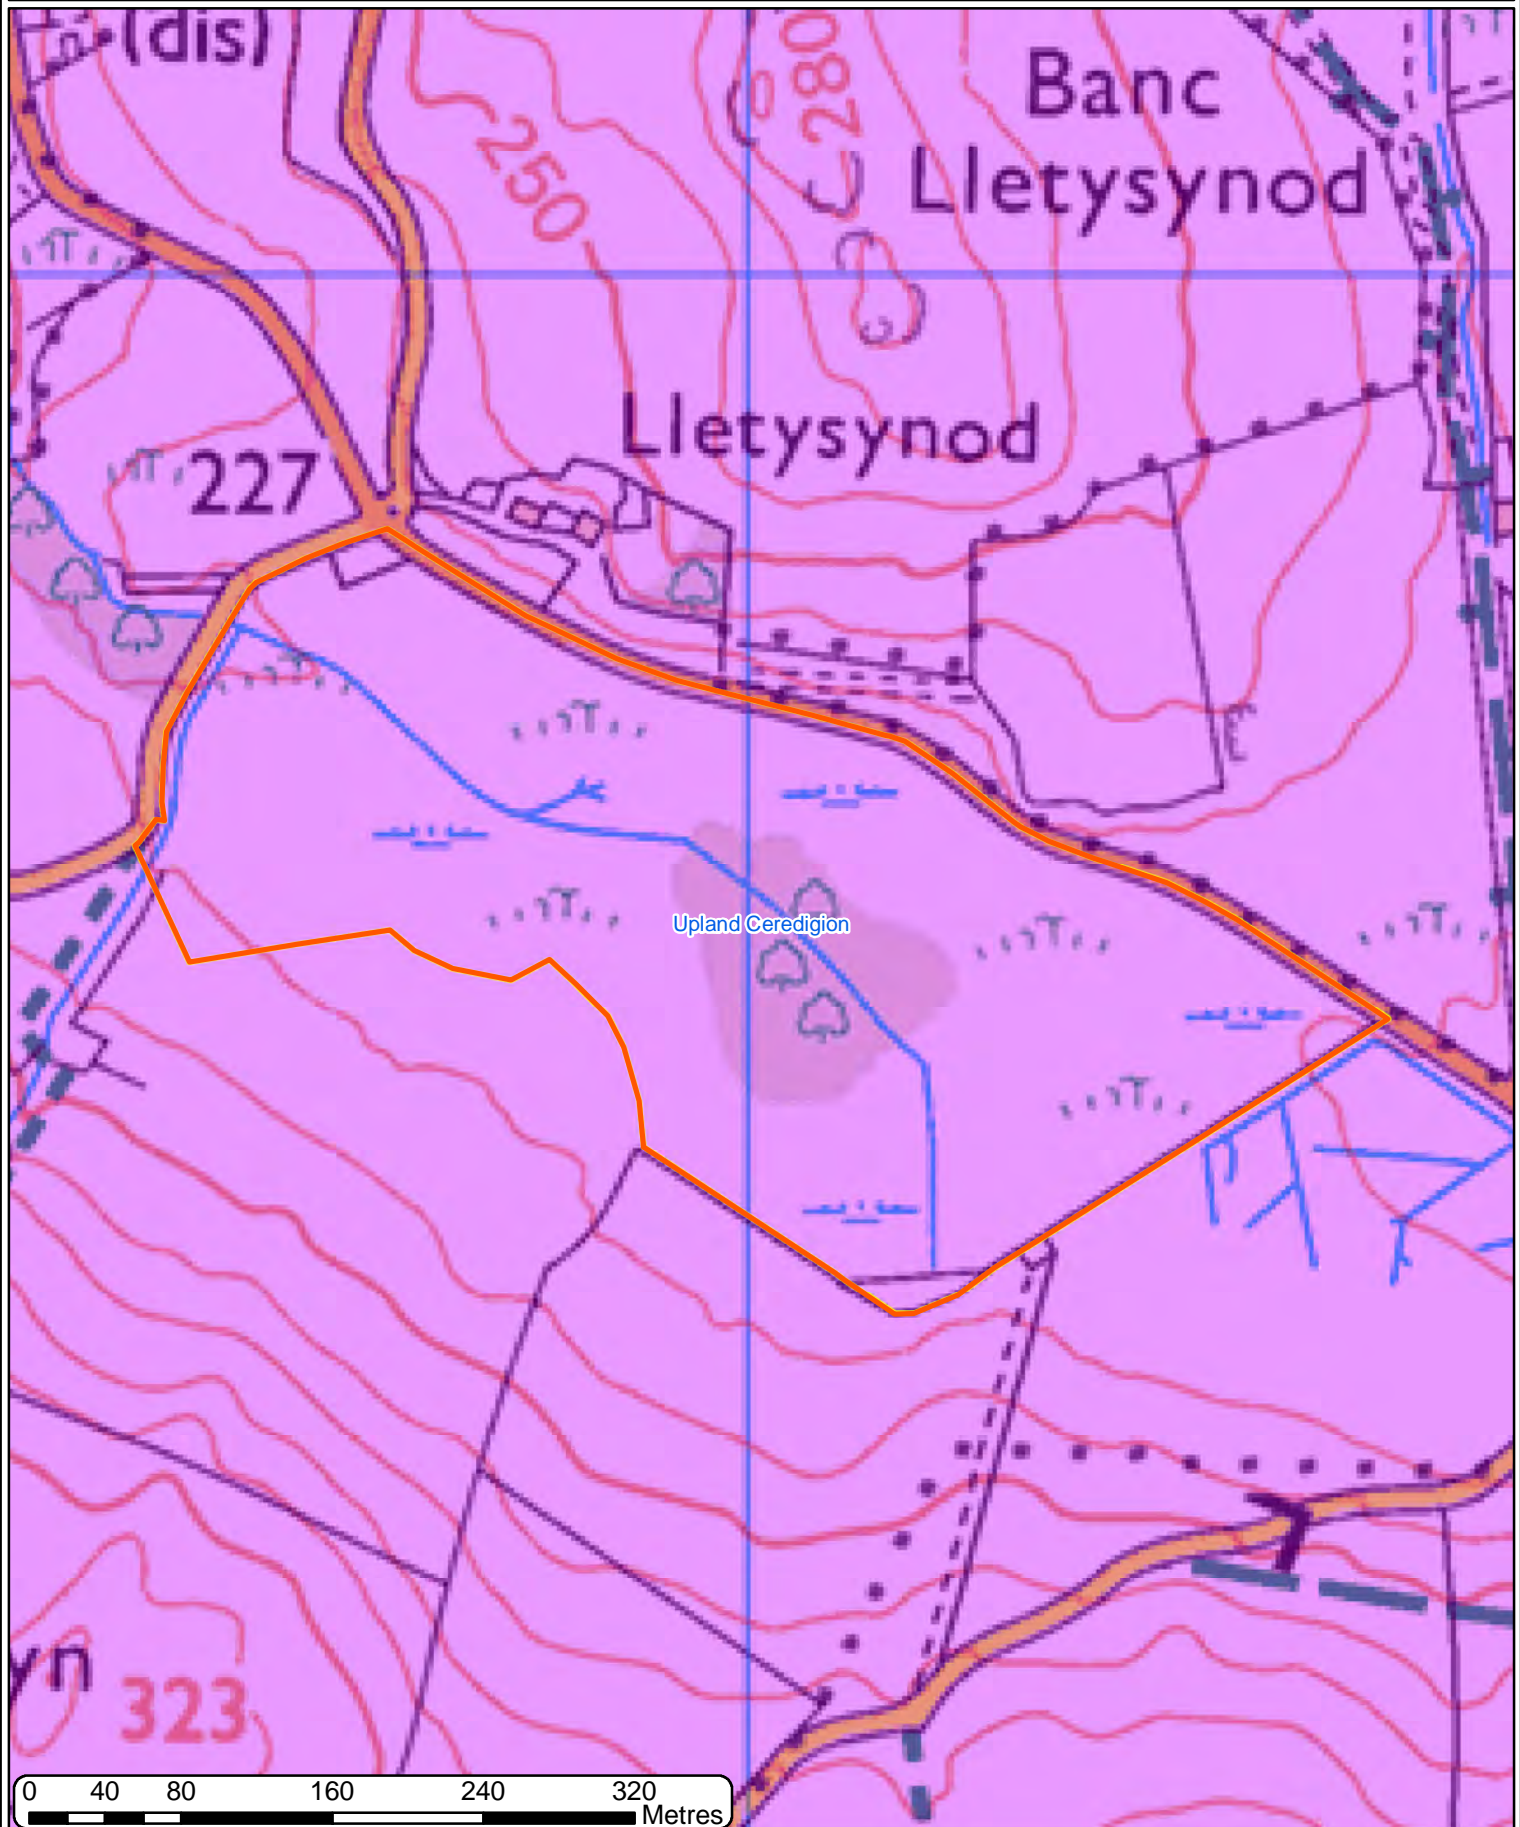 (dis)
280
Banc
250
Lletysynod
Lletysynod
227
Upland Ceredigion
yn
323
0 40 80 160 240 320
Metres